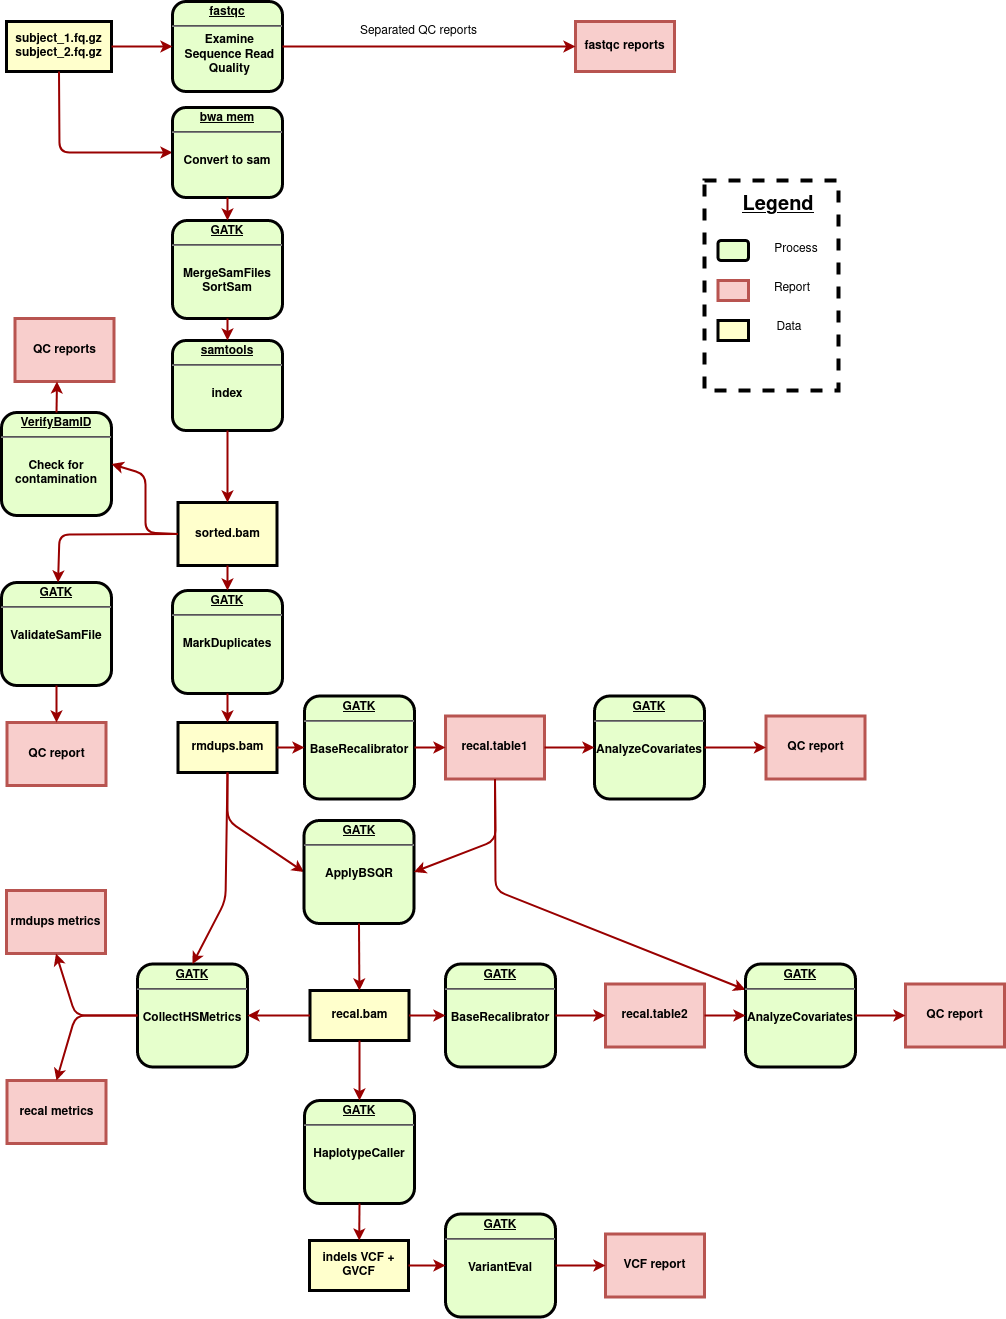 subject_1.fq.gz
subject_2.fq.gz
fastqc
Examine
Sequence Read
Quality
Separated QC reports
fastqc reports
bwa mem
Convert to sam
Legend
Process
Report
Data
GATK
MergeSamFiles
SortSam
QC reports
samtools
index
VerifyBamID
Check for
contamination
sorted.bam
GATK
ValidateSamFile
GATK
MarkDuplicates
QC report
rmdups.bam
GATK
BaseRecalibrator
recal.table1
GATK
AnalyzeCovariates
QC report
GATK
ApplyBSQR
rmdups metrics
GATK
CollectHSMetrics
recal.bam
GATK
BaseRecalibrator
recal.table2
GATK
AnalyzeCovariates
QC report
recal metrics
GATK
HaplotypeCaller
indels VCF +
GVCF
GATK
VariantEval
VCF report